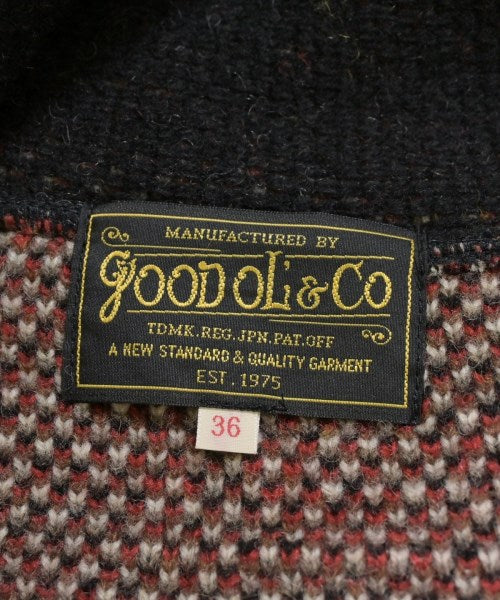 MANUFACTURED BY
GOOD OL' & CO
TDMK.REG.JPN.PAT.OFF
A NEW STANDARD & QUALITY GARMENT
EST. 1975
36